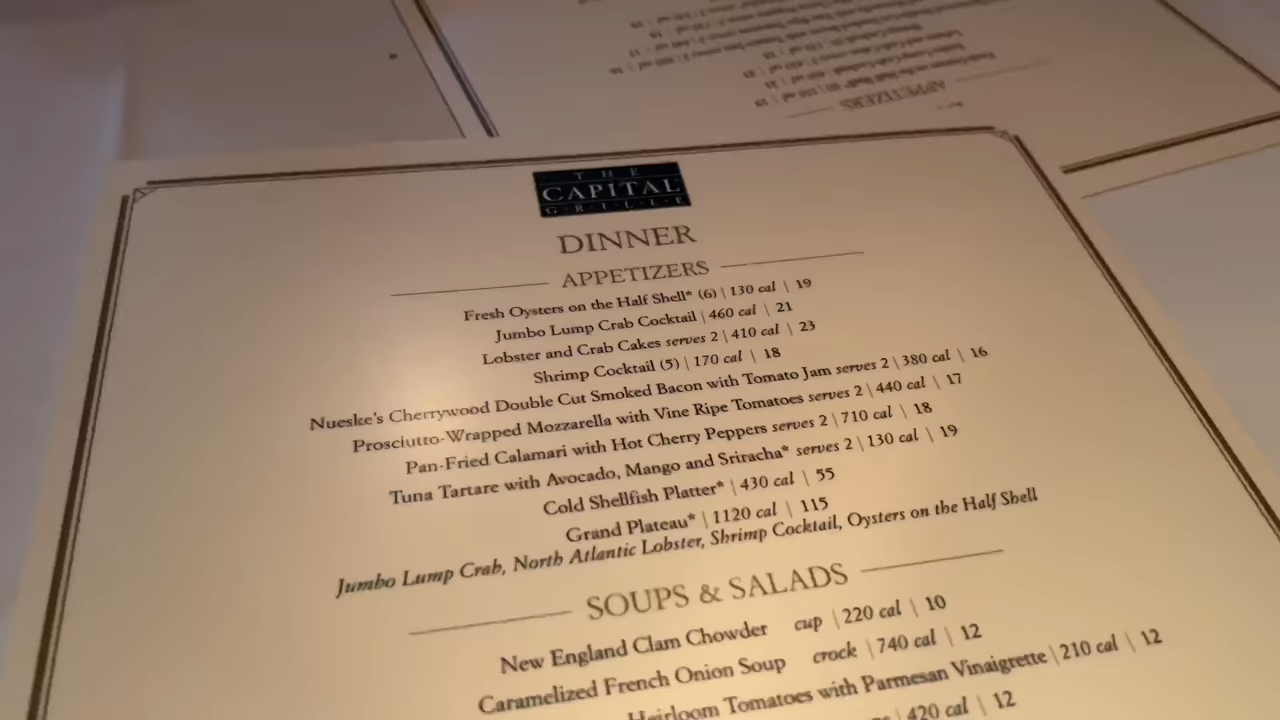 THE
CAPITAL
GRILLE
DINNER
APPETIZERS
Fresh Oysters on the Half Shell* (6) | 130 cal | 19
Jumbo Lump Crab Cocktail | 460 cal | 21
Lobster and Crab Cakes serves 2 | 410 cal | 23
Shrimp Cocktail (5) | 170 cal | 18
Nueske's Cherrywood Double Cut Smoked Bacon with Tomato Jam serves 2 | 380 cal | 16
Prosciutto-Wrapped Mozzarella with Vine Ripe Tomatoes serves 2 | 440 cal | 17
Pan-Fried Calamari with Hot Cherry Peppers serves 2 | 710 cal | 18
Tuna Tartare with Avocado, Mango and Sriracha* serves 2 | 130 cal | 19
Cold Shellfish Platter* | 430 cal | 55
Grand Plateau* | 1120 cal | 115
Jumbo Lump Crab, North Atlantic Lobster, Shrimp Cocktail, Oysters on the Half Shell
SOUPS & SALADS
New England Clam Chowder cup | 220 cal | 10
Caramelized French Onion Soup crock | 740 cal | 12
Heirloom Tomatoes with Parmesan Vinaigrette | 210 cal | 12
| 420 cal | 12
APPETIZERS